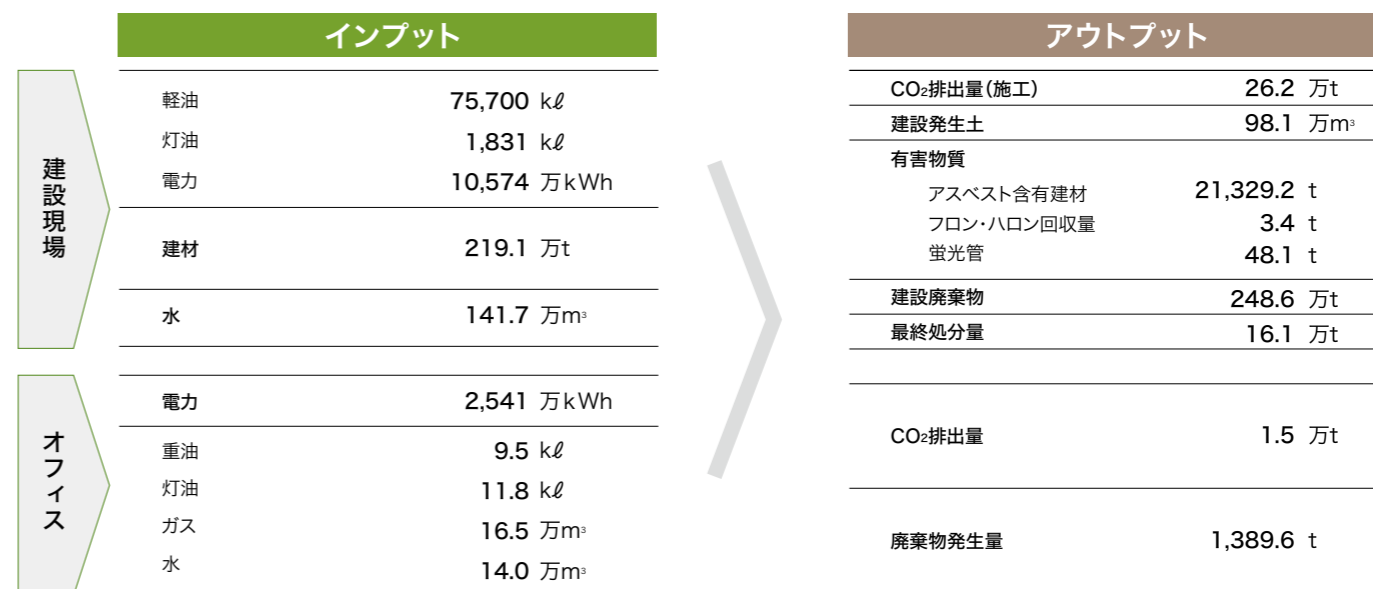 インプット
建設現場
軽油 75,700 kℓ
灯油 1,831 kℓ
電力 10,574 万kWh
建材 219.1 万t
水 141.7 万m³
オフィス
電力 2,541 万kWh
重油 9.5 kℓ
灯油 11.8 kℓ
ガス 16.5 万m³
水 14.0 万m³
アウトプット
CO₂排出量(施工) 26.2 万t
建設発生土 98.1 万m³
有害物質
アスベスト含有建材 21,329.2 t
フロン・ハロン回収量 3.4 t
蛍光管 48.1 t
建設廃棄物 248.6 万t
最終処分量 16.1 万t
CO₂排出量 1.5 万t
廃棄物発生量 1,389.6 t